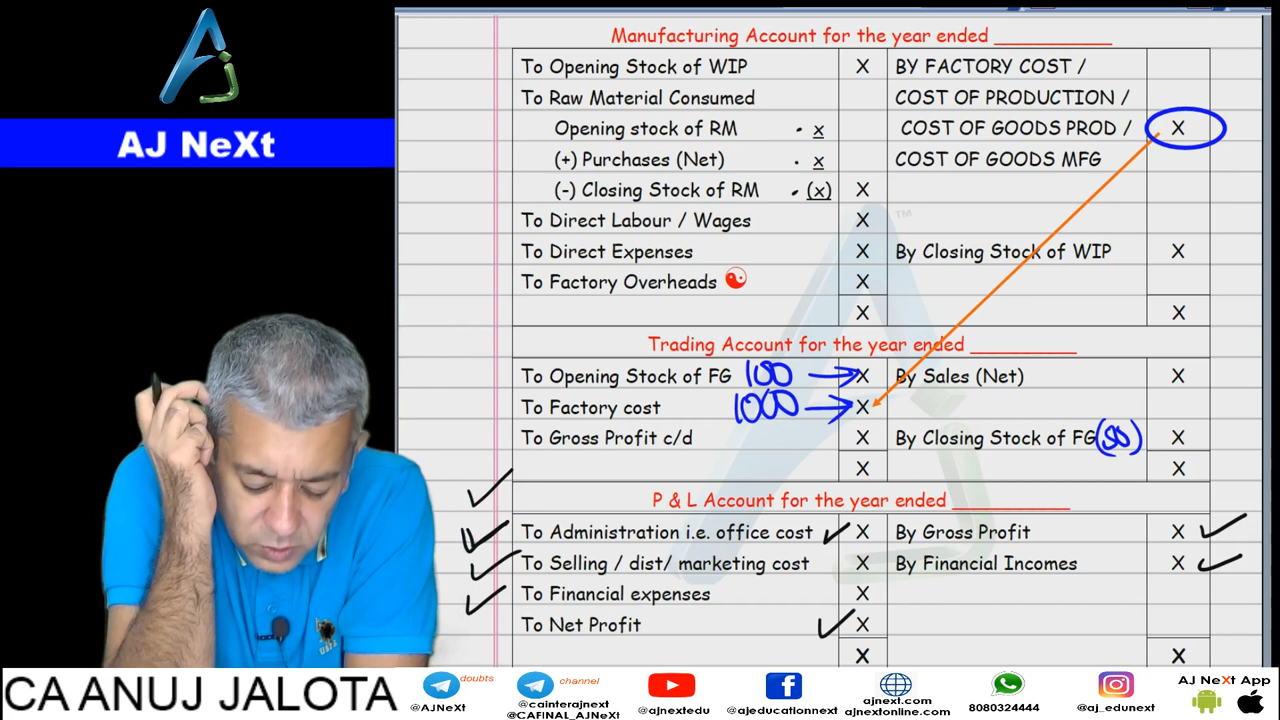 AJ NeXt
Manufacturing Account for the year ended __________
To Opening Stock of WIP X BY FACTORY COST /
To Raw Material Consumed COST OF PRODUCTION /
Opening stock of RM · x COST OF GOODS PROD / X
(+) Purchases (Net) · x COST OF GOODS MFG
(-) Closing Stock of RM · (x) X
To Direct Labour / Wages X
To Direct Expenses X By Closing Stock of WIP X
To Factory Overheads X
X X
TM
Trading Account for the year ended _________
To Opening Stock of FG 100 X By Sales (Net) X
To Factory cost 1000 X
To Gross Profit c/d X By Closing Stock of FG X
X X
P & L Account for the year ended __________
To Administration i.e. office cost X By Gross Profit X
To Selling / dist/ marketing cost X By Financial Incomes X
To Financial expenses X
To Net Profit X
X X
CA ANUJ JALOTA
doubts
@AJNeXt
channel
@cainterajnext
@CAFINAL_AJNeXt
@ajnextedu
@ajeducationnext
ajnext.com
ajnextonline.com
8080324444
@aj_edunext
AJ NeXt App